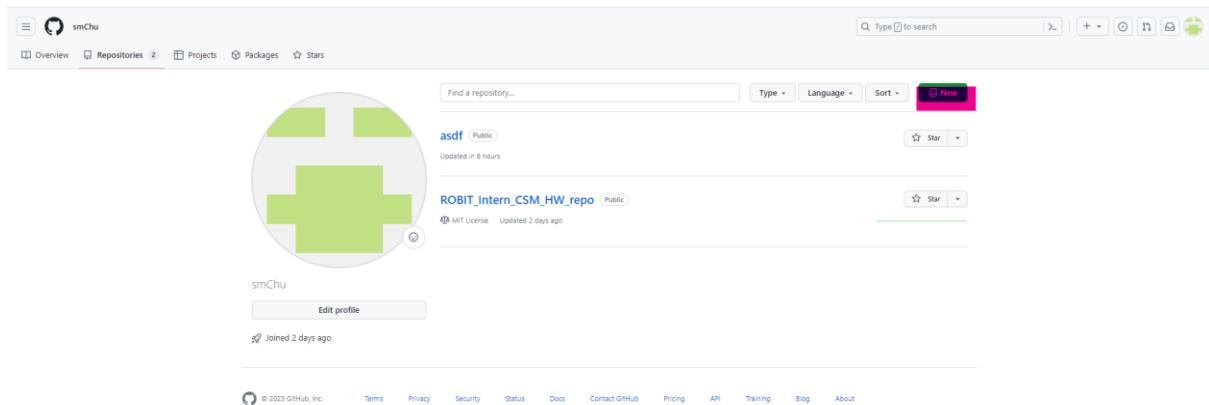 smChu
Type / to search
Overview Repositories 2 Projects Packages Stars
Find a repository... Type Language Sort New
asdf Public
Star
Updated in 8 hours
ROBIT_Intern_CSM_HW_repo Public
Star
MIT License Updated 2 days ago
smChu
Edit profile
Joined 2 days ago
© 2023 GitHub, Inc. Terms Privacy Security Status Docs Contact GitHub Pricing API Training Blog About